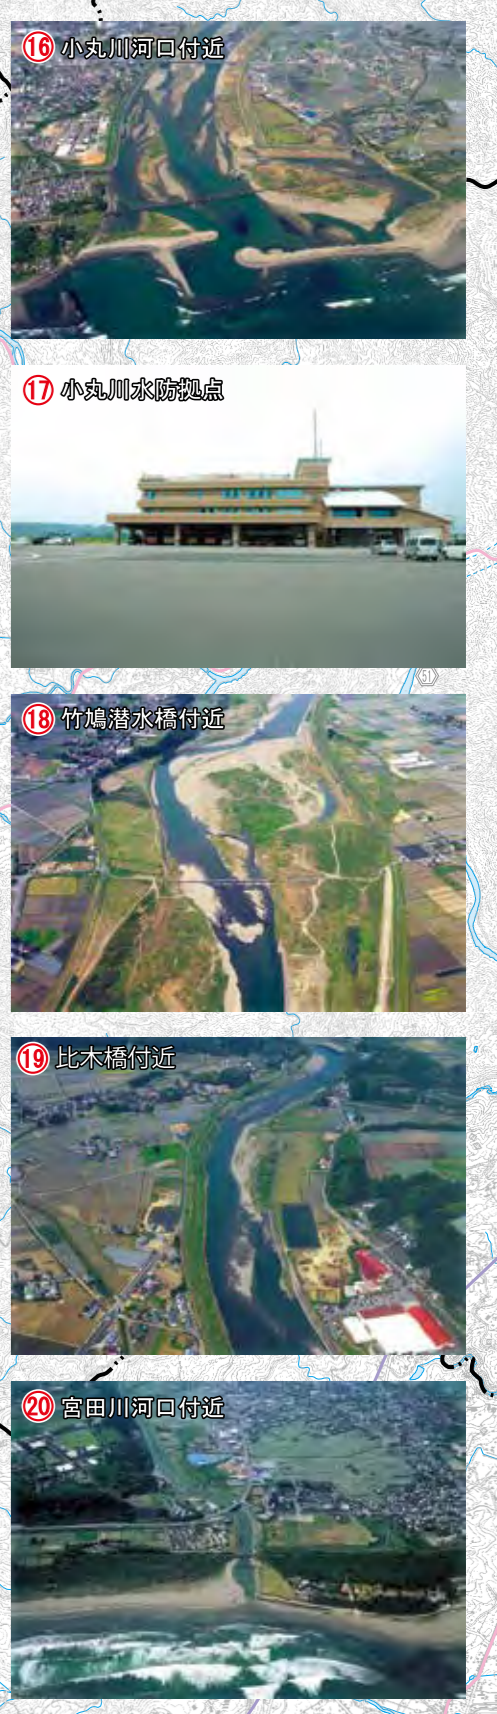 ⑯ 小丸川河口付近
⑰ 小丸川水防拠点
51
⑱ 竹鳩潜水橋付近
⑲ 比木橋付近
⑳ 宮田川河口付近